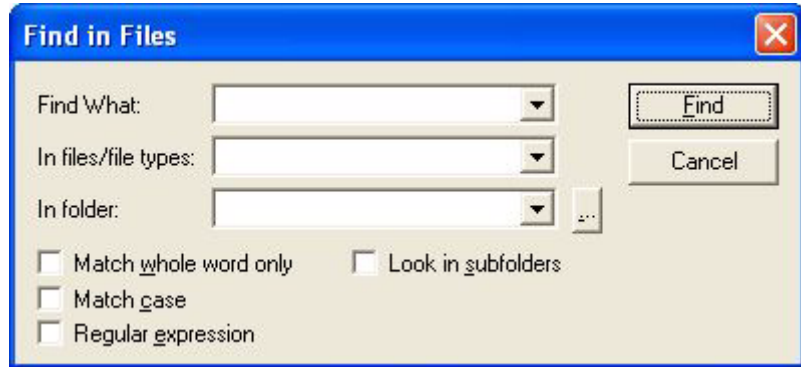 Find in Files
Find What:
Find
In files/file types:
Cancel
In folder:
...
Match whole word only
Look in subfolders
Match case
Regular expression